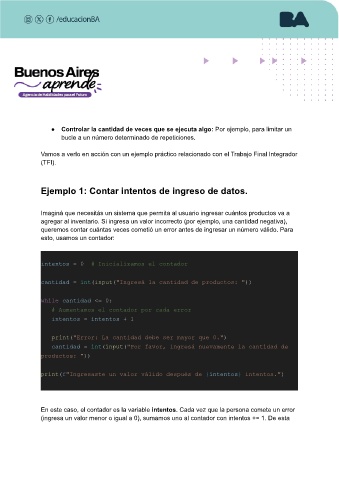 /educacionBA
BA
Buenos Aires
aprende
Agencia de Habilidades para el Futuro
● Controlar la cantidad de veces que se ejecuta algo: Por ejemplo, para limitar un
bucle a un número determinado de repeticiones.
Vamos a verlo en acción con un ejemplo práctico relacionado con el Trabajo Final Integrador
(TFI).
Ejemplo 1: Contar intentos de ingreso de datos.
Imaginá que necesitás un sistema que permita al usuario ingresar cuántos productos va a
agregar al inventario. Si ingresa un valor incorrecto (por ejemplo, una cantidad negativa),
queremos contar cuántas veces cometió un error antes de ingresar un número válido. Para
esto, usamos un contador:
intentos = 0  # Inicializamos el contador
cantidad = int(input("Ingresá la cantidad de productos: "))
while cantidad <= 0:
# Aumentamos el contador por cada error
intentos = intentos + 1
print("Error: La cantidad debe ser mayor que 0.")
cantidad = int(input("Por favor, ingresá nuevamente la cantidad de
productos: "))
print(f"Ingresaste un valor válido después de {intentos} intentos.")
En este caso, el contador es la variable intentos. Cada vez que la persona comete un error
(ingresa un valor menor o igual a 0), sumamos uno al contador con intentos += 1. De esta